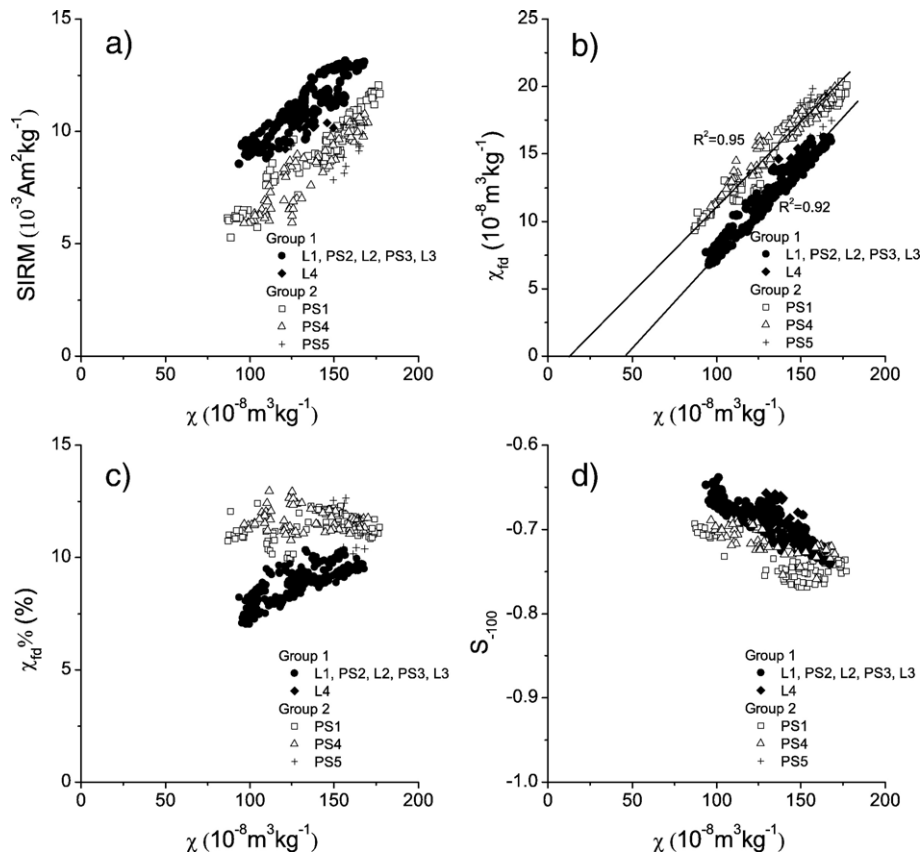 a)
15
10
5
0
SIRM (10⁻³Am²kg⁻¹)
Group 1
L1, PS2, L2, PS3, L3
L4
Group 2
PS1
PS4
PS5
0 50 100 150 200
χ (10⁻⁸m³kg⁻¹)
b)
25
20
15
10
5
0
χfd (10⁻⁸m³kg⁻¹)
R²=0.95
R²=0.92
Group 1
L1, PS2, L2, PS3, L3
L4
Group 2
PS1
PS4
PS5
0 50 100 150 200
χ (10⁻⁸m³kg⁻¹)
c)
15
10
5
0
χfd% (%)
Group 1
L1, PS2, L2, PS3, L3
L4
Group 2
PS1
PS4
PS5
0 50 100 150 200
χ (10⁻⁸m³kg⁻¹)
d)
-0.6
-0.7
-0.8
-0.9
-1.0
S-100
Group 1
L1, PS2, L2, PS3, L3
L4
Group 2
PS1
PS4
PS5
0 50 100 150 200
χ (10⁻⁸m³kg⁻¹)